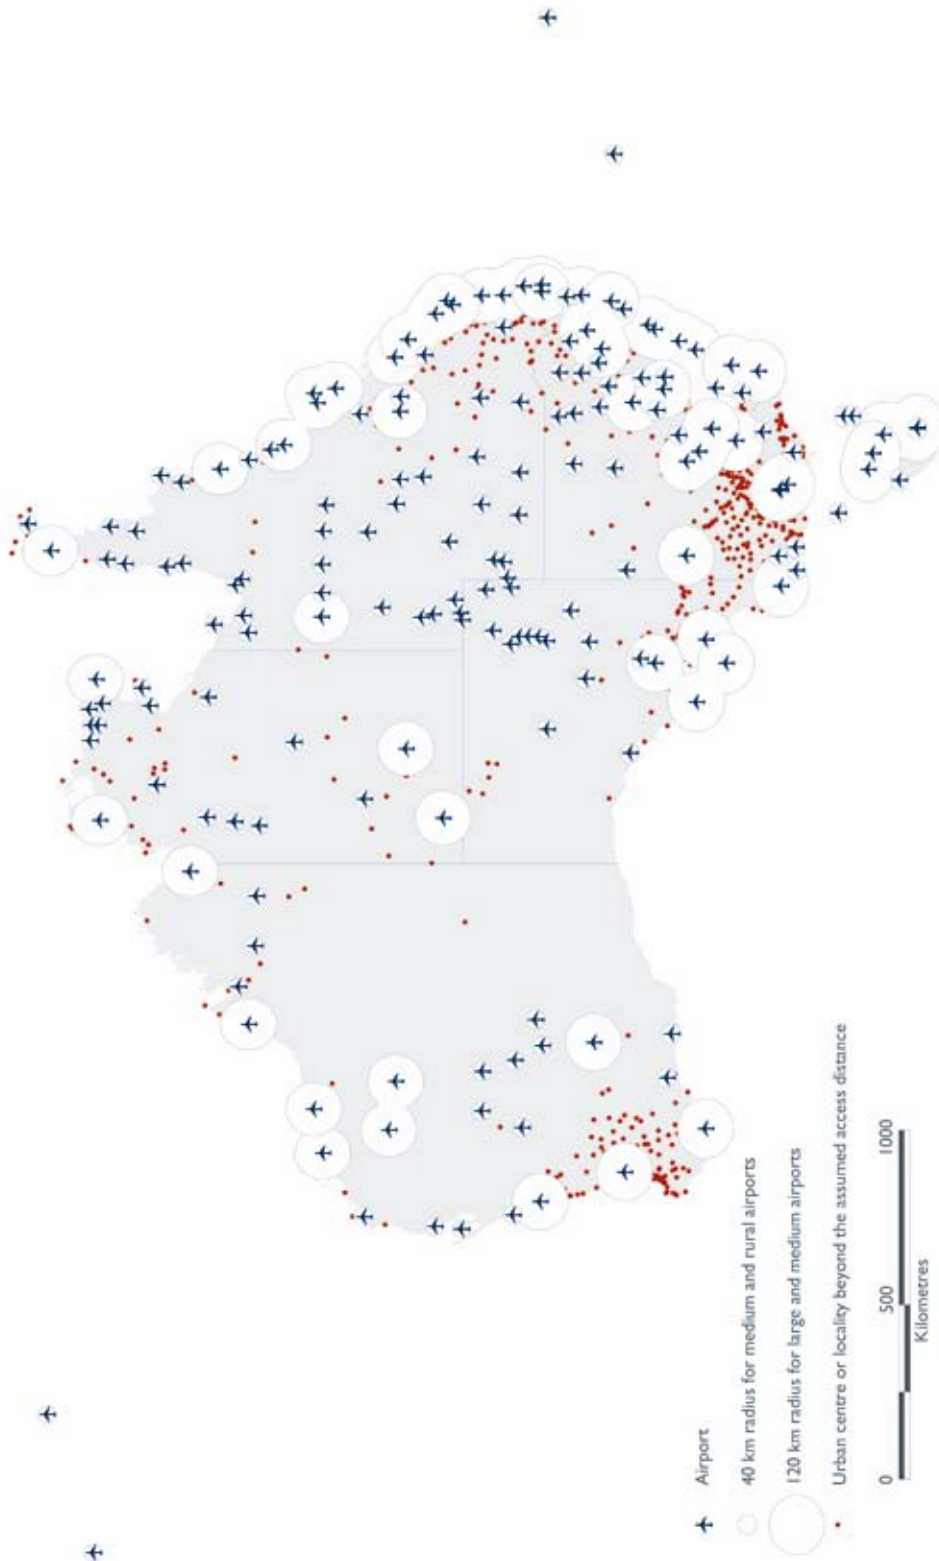 Airport
40 km radius for medium and rural airports
120 km radius for large and medium airports
Urban centre or locality beyond the assumed access distance
0 500 1000
Kilometres